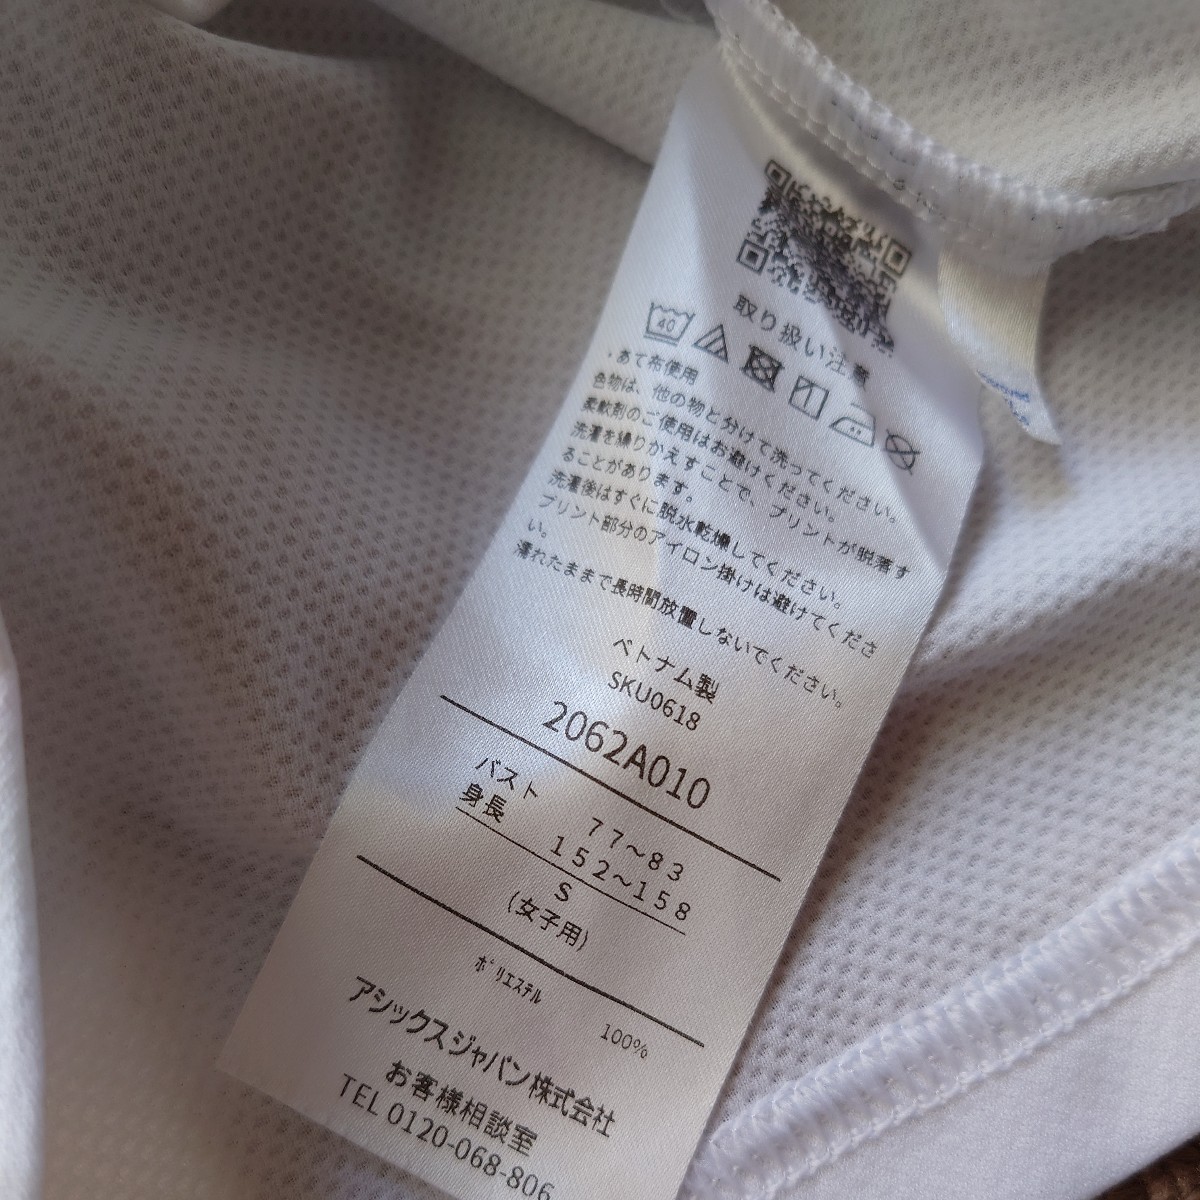 取り扱い注意
40
・あて布使用
色物は、他の物と分けて洗ってください。
柔軟剤のご使用はお避けください。
洗濯を繰りかえすことで、プリントが脱落す
ることがあります。
洗濯後はすぐに脱水乾燥してください。
プリント部分のアイロン掛けは避けてくださ
い。
濡れたままで長時間放置しないでください。
ベトナム製
SKU0618
2062A010
バスト 77~83
身長 152~158
S
(女子用)
ポリエステル 100%
アシックスジャパン株式会社
お客様相談室
TEL 0120-068-806